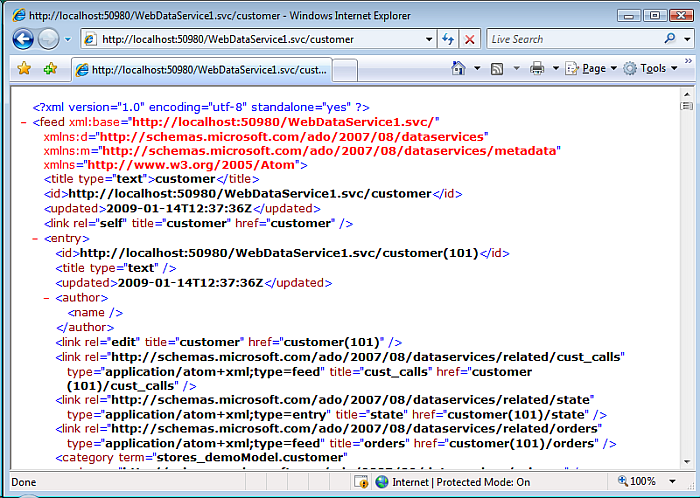 http://localhost:50980/WebDataService1.svc/customer - Windows Internet Explorer
http://localhost:50980/WebDataService1.svc/customer
Live Search
http://localhost:50980/WebDataService1.svc/cust...
Page
Tools
<?xml version="1.0" encoding="utf-8" standalone="yes" ?>
- <feed xml:base="http://localhost:50980/WebDataService1.svc/"
xmlns:d="http://schemas.microsoft.com/ado/2007/08/dataservices"
xmlns:m="http://schemas.microsoft.com/ado/2007/08/dataservices/metadata"
xmlns="http://www.w3.org/2005/Atom">
<title type="text">customer</title>
<id>http://localhost:50980/WebDataService1.svc/customer</id>
<updated>2009-01-14T12:37:36Z</updated>
<link rel="self" title="customer" href="customer" />
- <entry>
<id>http://localhost:50980/WebDataService1.svc/customer(101)</id>
<title type="text" />
<updated>2009-01-14T12:37:36Z</updated>
- <author>
<name />
</author>
<link rel="edit" title="customer" href="customer(101)" />
<link rel="http://schemas.microsoft.com/ado/2007/08/dataservices/related/cust_calls"
type="application/atom+xml;type=feed" title="cust_calls" href="customer
(101)/cust_calls" />
<link rel="http://schemas.microsoft.com/ado/2007/08/dataservices/related/state"
type="application/atom+xml;type=entry" title="state" href="customer(101)/state" />
<link rel="http://schemas.microsoft.com/ado/2007/08/dataservices/related/orders"
type="application/atom+xml;type=feed" title="orders" href="customer(101)/orders" />
<category term="stores_demoModel.customer"
Done
Internet | Protected Mode: On
100%